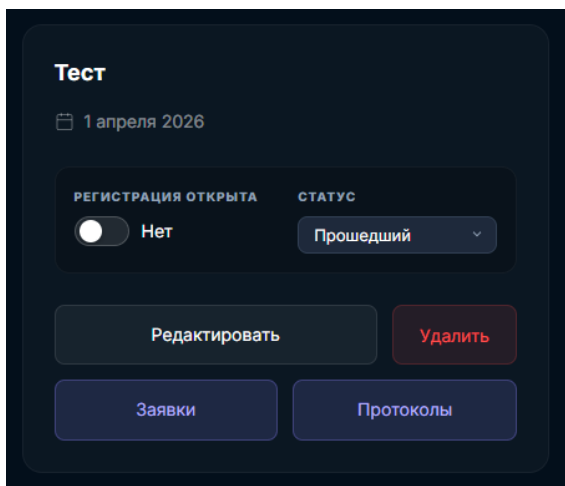 Тест
1 апреля 2026
РЕГИСТРАЦИЯ ОТКРЫТА
СТАТУС
Нет
Прошедший
Редактировать
Удалить
Заявки
Протоколы